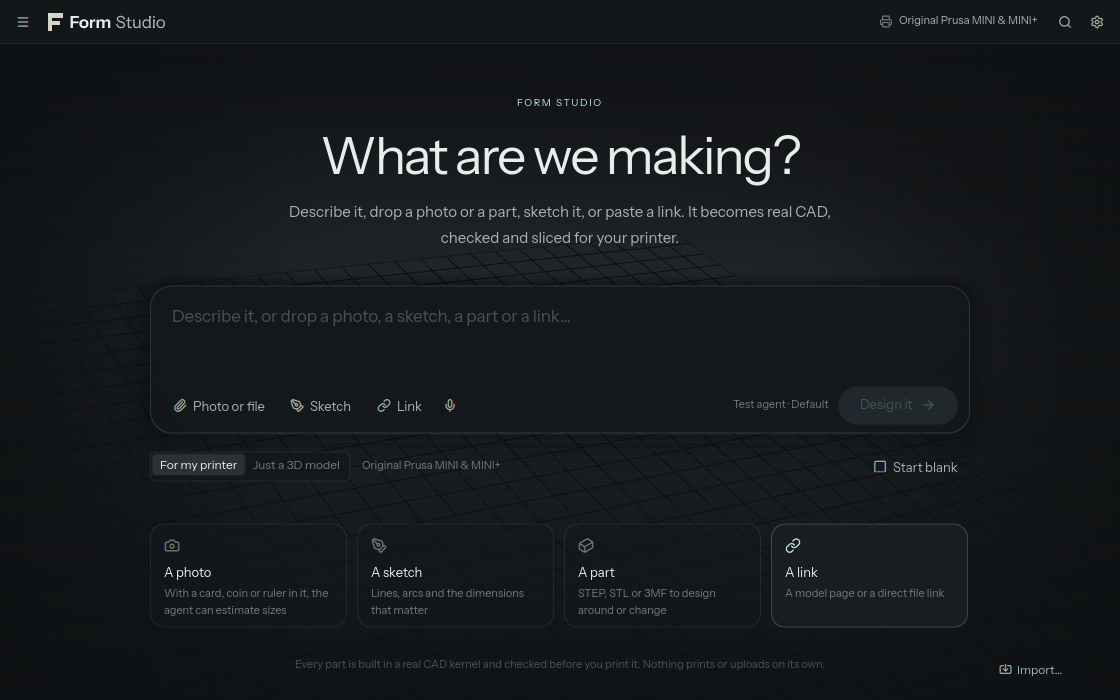 Form Studio
Original Prusa MINI & MINI+
FORM STUDIO
What are we making?
Describe it, drop a photo or a part, sketch it, or paste a link. It becomes real CAD,
checked and sliced for your printer.
Describe it, or drop a photo, a sketch, a part or a link...
Photo or file
Sketch
Link
Test agent · Default
Design it
For my printer
Just a 3D model
Original Prusa MINI & MINI+
Start blank
A photo
With a card, coin or ruler in it, the
agent can estimate sizes
A sketch
Lines, arcs and the dimensions
that matter
A part
STEP, STL or 3MF to design
around or change
A link
A model page or a direct file link
Every part is built in a real CAD kernel and checked before you print it. Nothing prints or uploads on its own.
Import...